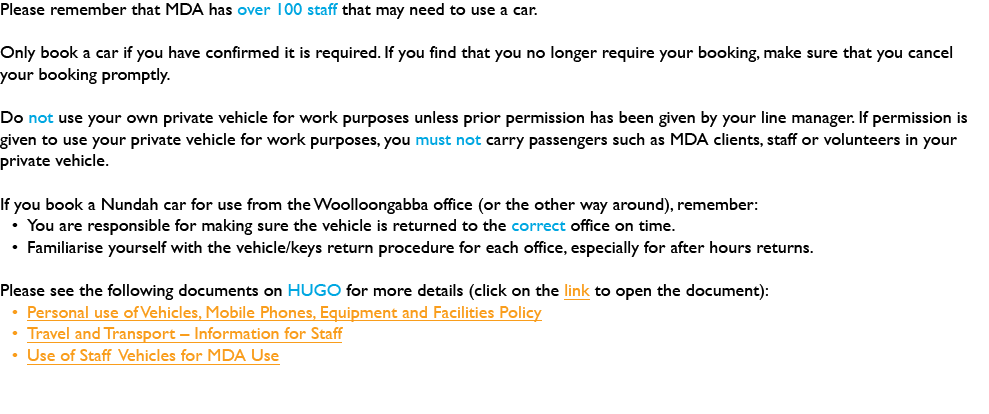 Please remember that MDA has over 100 staff that may need to use a car.
Only book a car if you have confirmed it is required. If you find that you no longer require your booking, make sure that you cancel
your booking promptly.
Do not use your own private vehicle for work purposes unless prior permission has been given by your line manager. If permission is
given to use your private vehicle for work purposes, you must not carry passengers such as MDA clients, staff or volunteers in your
private vehicle.
If you book a Nundah car for use from the Woolloongabba office (or the other way around), remember:
• You are responsible for making sure the vehicle is returned to the correct office on time.
• Familiarise yourself with the vehicle/keys return procedure for each office, especially for after hours returns.
Please see the following documents on HUGO for more details (click on the link to open the document):
• Personal use of Vehicles, Mobile Phones, Equipment and Facilities Policy
• Travel and Transport – Information for Staff
• Use of Staff Vehicles for MDA Use